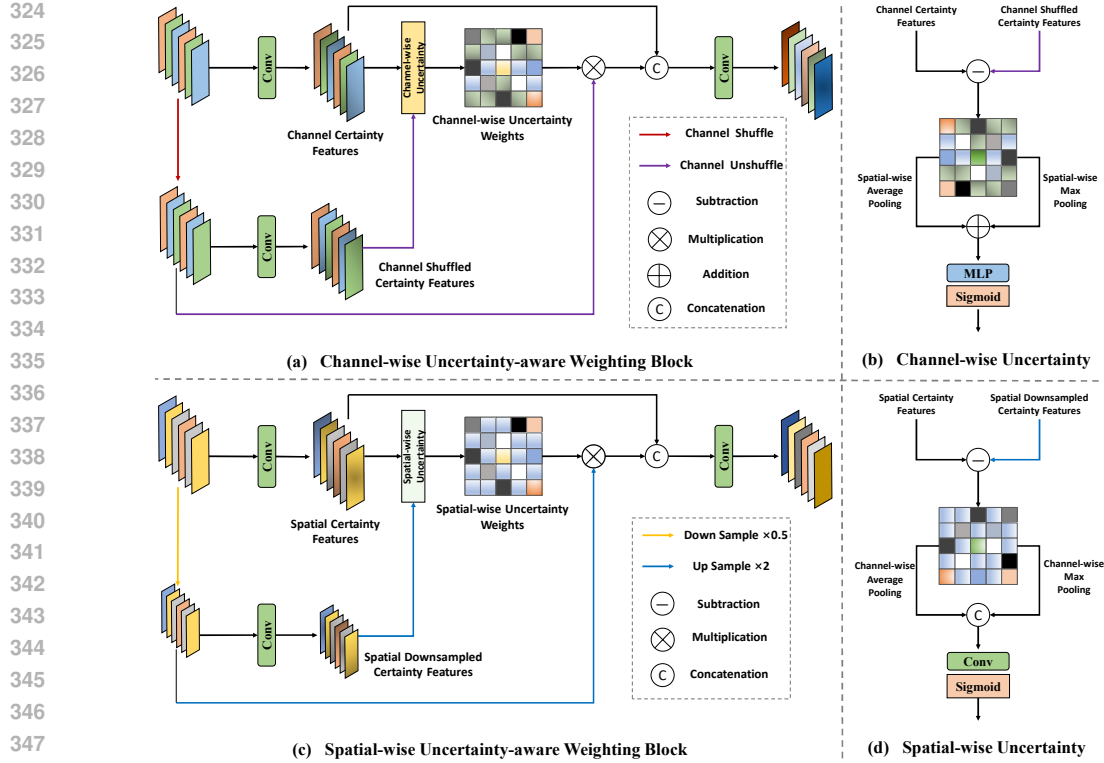 324
325
326
327
328
329
330
331
332
333
334
335
336
337
338
339
340
341
342
343
344
345
346
347
Conv
Channel Certainty
Features
Channel-wise
Uncertainty
Channel-wise Uncertainty
Weights
C
Conv
Conv
Channel Shuffled
Certainty Features
Channel Shuffle
Channel Unshuffle
Subtraction
Multiplication
Addition
C
Concatenation
(a) Channel-wise Uncertainty-aware Weighting Block
Channel Certainty
Features
Channel Shuffled
Certainty Features
Spatial-wise
Average
Pooling
Spatial-wise
Max
Pooling
MLP
Sigmoid
(b) Channel-wise Uncertainty
Conv
Spatial Certainty
Features
Spatial-wise
Uncertainty
Spatial-wise Uncertainty
Weights
C
Conv
Conv
Spatial Downsampled
Certainty Features
Down Sample ×0.5
Up Sample ×2
Subtraction
Multiplication
C
Concatenation
(c) Spatial-wise Uncertainty-aware Weighting Block
Spatial Certainty
Features
Spatial Downsampled
Certainty Features
Channel-wise
Average
Pooling
Channel-wise
Max
Pooling
C
Conv
Sigmoid
(d) Spatial-wise Uncertainty